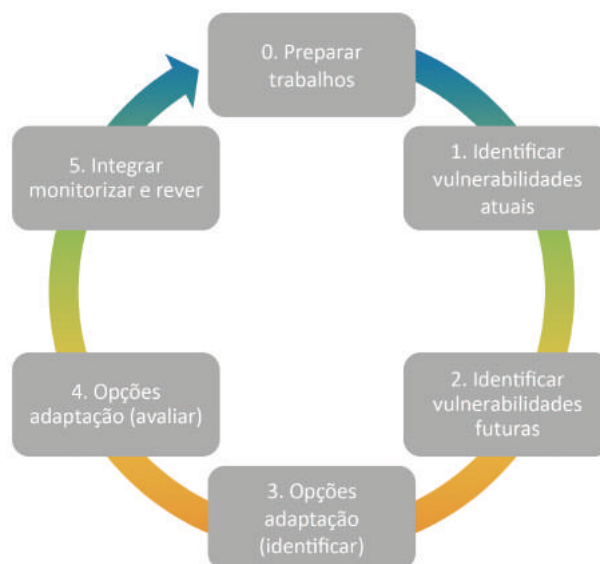 0. Preparar
trabalhos
1. Identificar
vulnerabilidades
atuais
2. Identificar
vulnerabilidades
futuras
3. Opções
adaptação
(identificar)
4. Opções
adaptação (avaliar)
5. Integrar
monitorizar e rever